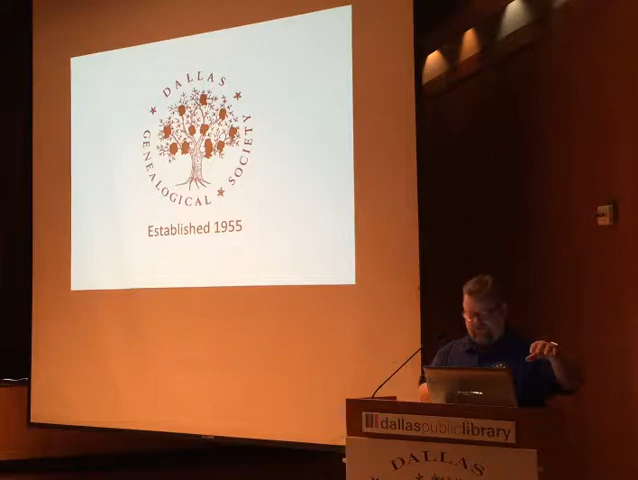 DALLAS
GENEALOGICAL SOCIETY
Established 1955
dallaspubliclibrary
DALLAS